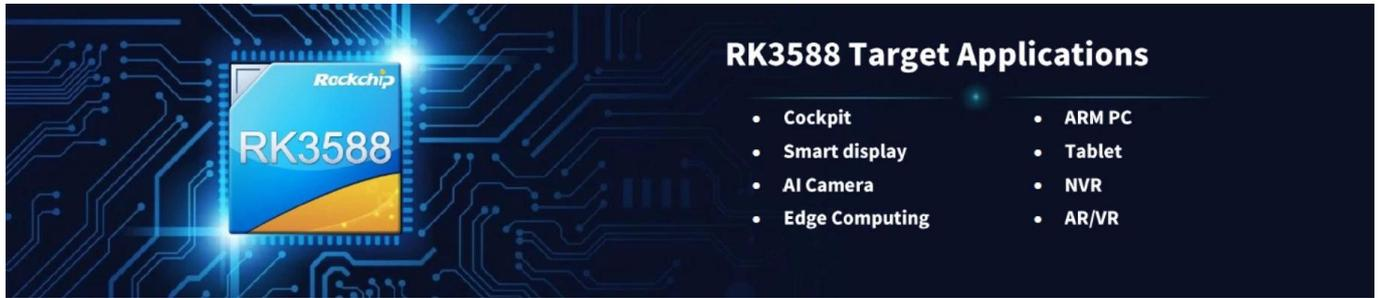 Rockchip
RK3588
RK3588 Target Applications
• Cockpit
• Smart display
• AI Camera
• Edge Computing
• ARM PC
• Tablet
• NVR
• AR/VR